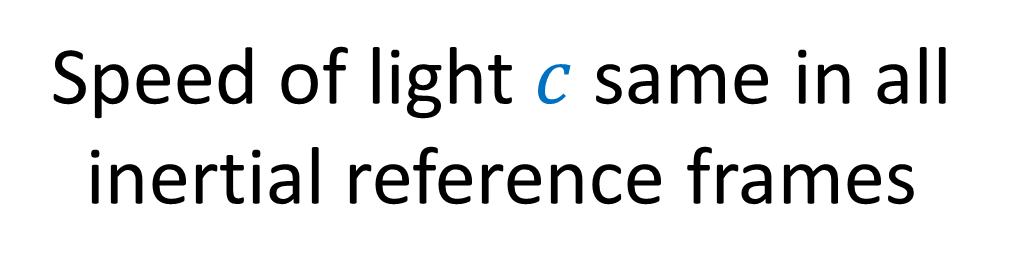 Speed of light c same in all
inertial reference frames